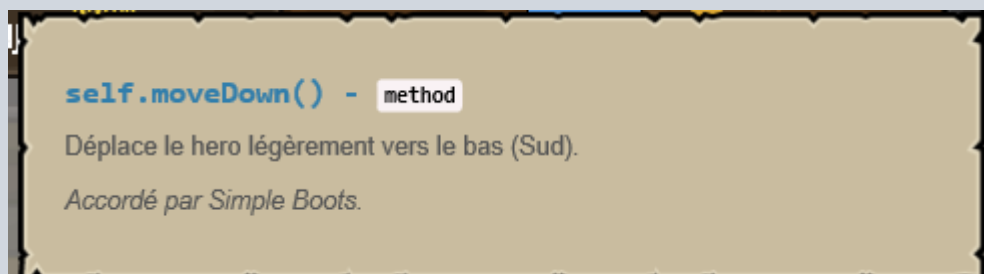 self.moveDown() - method
Déplace le hero légèrement vers le bas (Sud).
Accordé par Simple Boots.